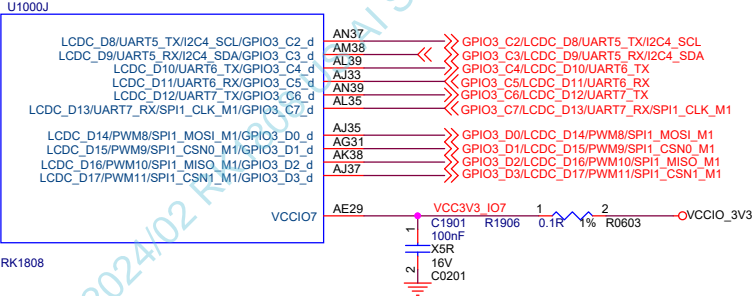 U1000J
LCDC_D8/UART5_TX/I2C4_SCL/GPIO3_C2_d AN37 GPIO3_C2/LCDC_D8/UART5_TX/I2C4_SCL
LCDC_D9/UART5_RX/I2C4_SDA/GPIO3_C3_d AM38 GPIO3_C3/LCDC_D9/UART5_RX/I2C4_SDA
LCDC_D10/UART6_TX/GPIO3_C4_d AL39 GPIO3_C4/LCDC_D10/UART6_TX
LCDC_D11/UART6_RX/GPIO3_C5_d AJ33 GPIO3_C5/LCDC_D11/UART6_RX
LCDC_D12/UART7_TX/GPIO3_C6_d AN39 GPIO3_C6/LCDC_D12/UART7_TX
LCDC_D13/UART7_RX/SPI1_CLK_M1/GPIO3_C7_d AL35 GPIO3_C7/LCDC_D13/UART7_RX/SPI1_CLK_M1
LCDC_D14/PWM8/SPI1_MOSI_M1/GPIO3_D0_d AJ35 GPIO3_D0/LCDC_D14/PWM8/SPI1_MOSI_M1
LCDC_D15/PWM9/SPI1_CSN0_M1/GPIO3_D1_d AG31 GPIO3_D1/LCDC_D15/PWM9/SPI1_CSN0_M1
LCDC_D16/PWM10/SPI1_MISO_M1/GPIO3_D2_d AK38 GPIO3_D2/LCDC_D16/PWM10/SPI1_MISO_M1
LCDC_D17/PWM11/SPI1_CSN1_M1/GPIO3_D3_d AJ37 GPIO3_D3/LCDC_D17/PWM11/SPI1_CSN1_M1
VCCIO7 AE29 VCC3V3_IO7 1 2 VCCIO_3V3
1 C1901 R1906 0.1R 1% R0603
100nF
X5R
16V
2 C0201
RK1808